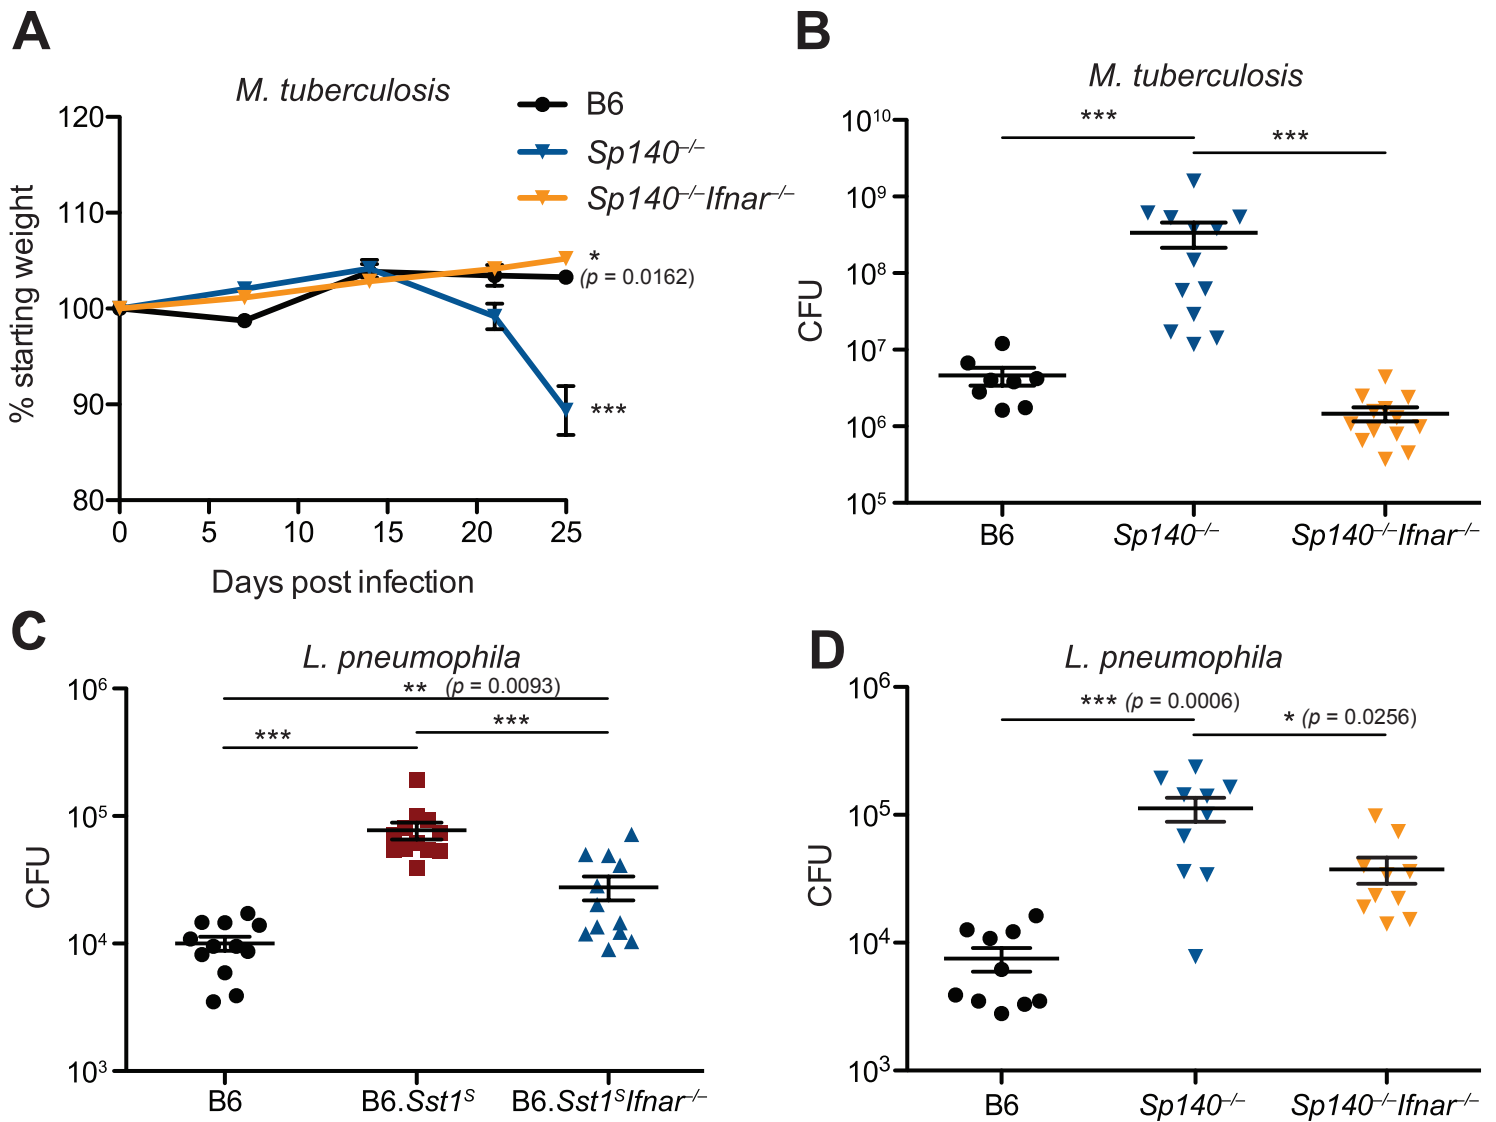 A
M. tuberculosis
B6
Sp140–/–
Sp140–/–Ifnar–/–
% starting weight
120
110
100
90
80
*
(p = 0.0162)
***
0 5 10 15 20 25
Days post infection
B
M. tuberculosis
***
***
CFU
10^10
10^9
10^8
10^7
10^6
10^5
B6 Sp140–/– Sp140–/–Ifnar–/–
C
L. pneumophila
** (p = 0.0093)
***
***
CFU
10^6
10^5
10^4
10^3
B6 B6.Sst1^S B6.Sst1^SIfnar–/–
D
L. pneumophila
*** (p = 0.0006)
* (p = 0.0256)
CFU
10^6
10^5
10^4
10^3
B6 Sp140–/– Sp140–/–Ifnar–/–